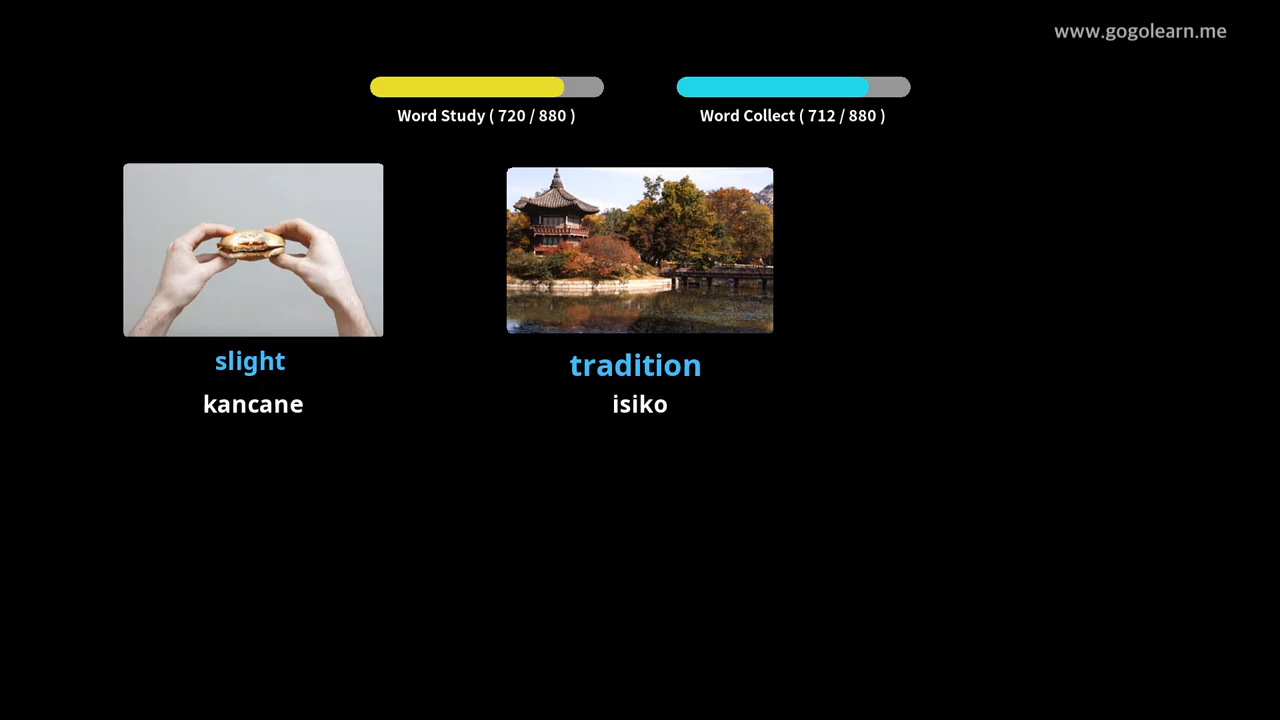 www.gogolearn.me
Word Study ( 720 / 880 )
Word Collect ( 712 / 880 )
slight
kancane
tradition
isiko